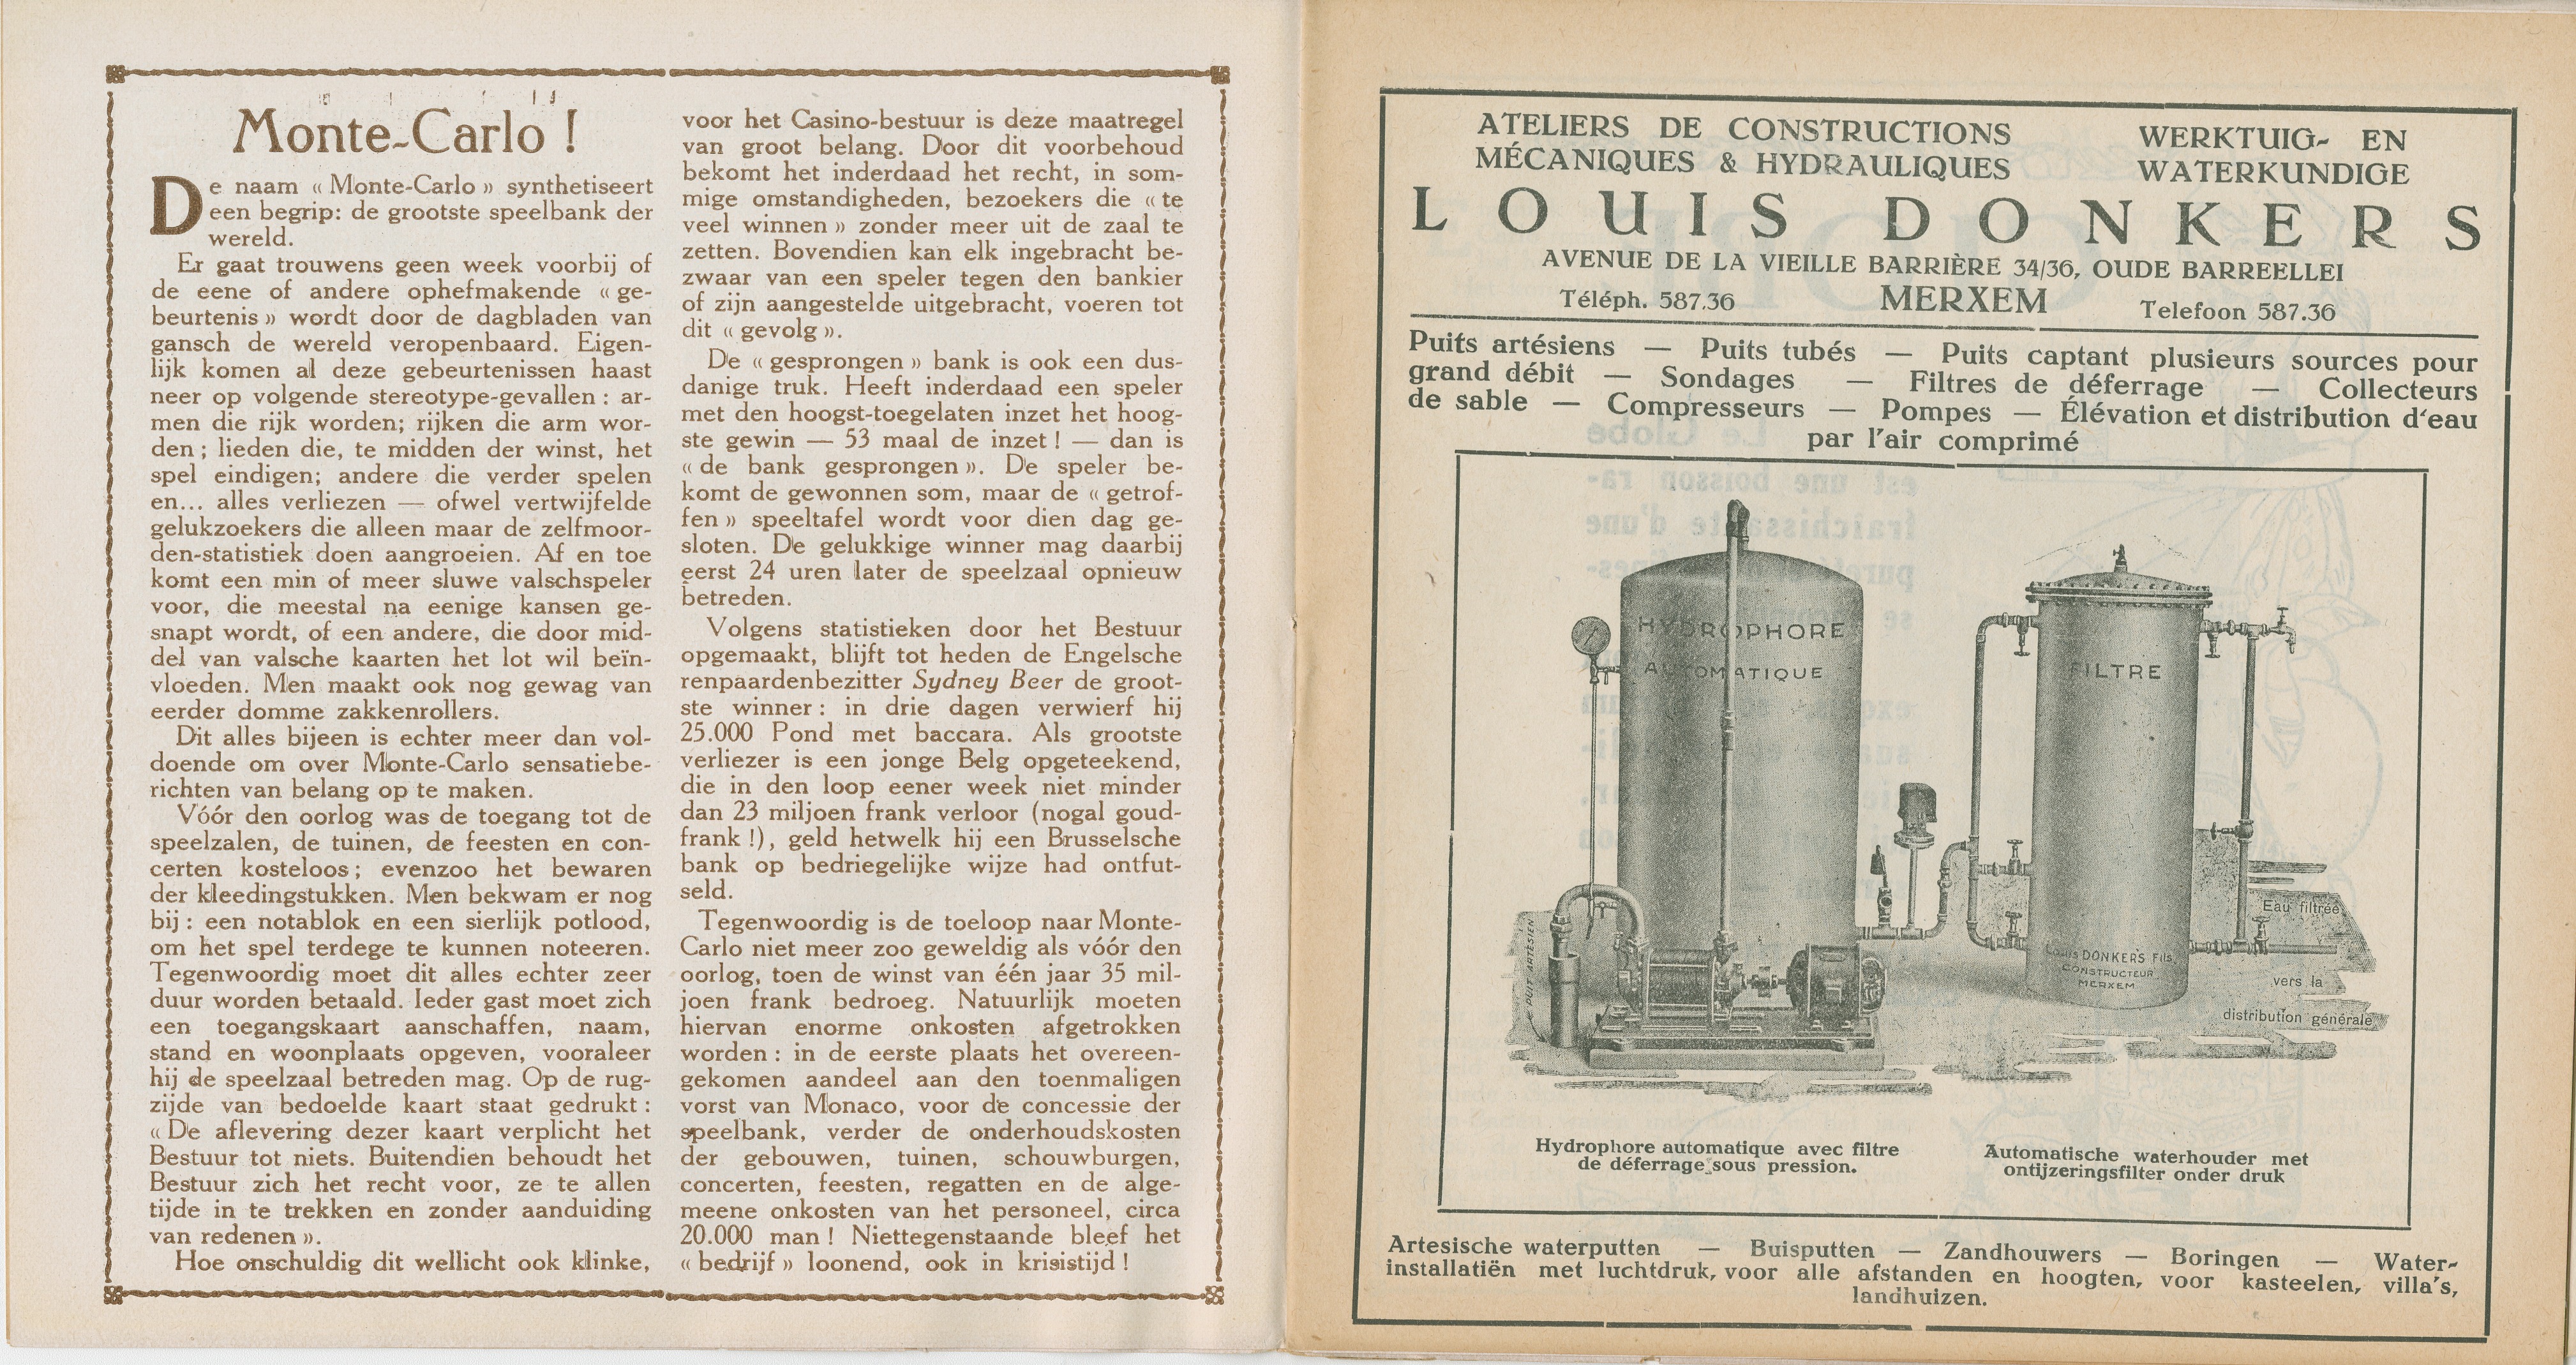 Monte-Carlo !
De naam « Monte-Carlo » synthetiseert
een begrip: de grootste speelbank der
wereld.
Er gaat trouwens geen week voorbij of
de eene of andere ophefmakende « ge-
beurtenis » wordt door de dagbladen van
gansch de wereld veropenbaard. Eigen-
lijk komen al deze gebeurtenissen haast
neer op volgende stereotype-gevallen : ar-
men die rijk worden; rijken die arm wor-
den ; lieden die, te midden der winst, het
spel eindigen; andere die verder spelen
en... alles verliezen — ofwel vertwijfelde
gelukzoekers die alleen maar de zelfmoor-
den-statistiek doen aangroeien. Af en toe
komt een min of meer sluwe valschspeler
voor, die meestal na eenige kansen ge-
snapt wordt, of een andere, die door mid-
del van valsche kaarten het lot wil beïn-
vloeden. Men maakt ook nog gewag van
eerder domme zakkenrollers.
Dit alles bijeen is echter meer dan vol-
doende om over Monte-Carlo sensatiebe-
richten van belang op te maken.
Vóór den oorlog was de toegang tot de
speelzalen, de tuinen, de feesten en con-
certen kosteloos ; evenzoo het bewaren
der kleedingstukken. Men bekwam er nog
bij : een notablok en een sierlijk potlood,
om het spel terdege te kunnen noteeren.
Tegenwoordig moet dit alles echter zeer
duur worden betaald. Ieder gast moet zich
een toegangskaart aanschaffen, naam,
stand en woonplaats opgeven, vooraleer
hij de speelzaal betreden mag. Op de rug-
zijde van bedoelde kaart staat gedrukt :
« De aflevering dezer kaart verplicht het
Bestuur tot niets. Buitendien behoudt het
Bestuur zich het recht voor, ze te allen
tijde in te trekken en zonder aanduiding
van redenen ».
Hoe onschuldig dit wellicht ook klinke,
voor het Casino-bestuur is deze maatregel
van groot belang. Door dit voorbehoud
bekomt het inderdaad het recht, in som-
mige omstandigheden, bezoekers die « te
veel winnen » zonder meer uit de zaal te
zetten. Bovendien kan elk ingebracht be-
zwaar van een speler tegen den bankier
of zijn aangestelde uitgebracht, voeren tot
dit « gevolg ».
De « gesprongen » bank is ook een dus-
danige truk. Heeft inderdaad een speler
met den hoogst-toegelaten inzet het hoog-
ste gewin — 53 maal de inzet ! — dan is
« de bank gesprongen ». De speler be-
komt de gewonnen som, maar de « getrof-
fen » speeltafel wordt voor dien dag ge-
sloten. De gelukkige winner mag daarbij
eerst 24 uren later de speelzaal opnieuw
betreden.
Volgens statistieken door het Bestuur
opgemaakt, blijft tot heden de Engelsche
renpaardenbezitter Sydney Beer de groot-
ste winner : in drie dagen verwierf hij
25.000 Pond met baccara. Als grootste
verliezer is een jonge Belg opgeteekend,
die in den loop eener week niet minder
dan 23 miljoen frank verloor (nogal goud-
frank !), geld hetwelk hij een Brusselsche
bank op bedriegelijke wijze had ontfut-
seld.
Tegenwoordig is de toeloop naar Monte-
Carlo niet meer zoo geweldig als vóór den
oorlog, toen de winst van één jaar 35 mil-
joen frank bedroeg. Natuurlijk moeten
hiervan enorme onkosten afgetrokken
worden : in de eerste plaats het overeen-
gekomen aandeel aan den toenmaligen
vorst van Monaco, voor de concessie der
speelbank, verder de onderhoudskosten
der gebouwen, tuinen, schouwburgen,
concerten, feesten, regatten en de alge-
meene onkosten van het personeel, circa
20.000 man ! Niettegenstaande bleef het
« bedrijf » loonend, ook in krisistijd !
ATELIERS DE CONSTRUCTIONS
MÉCANIQUES & HYDRAULIQUES
WERKTUIG- EN
WATERKUNDIGE
LOUIS DONKERS
AVENUE DE LA VIEILLE BARRIÈRE 34/36, OUDE BARREELLEI
Téléph. 587.36 MERXEM Telefoon 587.36
Puits artésiens — Puits tubés — Puits captant plusieurs sources pour
grand débit — Sondages — Filtres de déferrage — Collecteurs
de sable — Compresseurs — Pompes — Élévation et distribution d'eau
par l'air comprimé
HYDROPHORE
AUTOMATIQUE
FILTRE
PUIT ARTÉSIEN
Louis DONKERS Fils
CONSTRUCTEUR
MERXEM
Eau filtrée
vers la
distribution générale
Hydrophore automatique avec filtre
de déferrage sous pression.
Automatische waterhouder met
ontijzeringsfilter onder druk
Artesische waterputten — Buisputten — Zandhouwers — Boringen — Water-
installatiën met luchtdruk, voor alle afstanden en hoogten, voor kasteelen, villa's,
landhuizen.